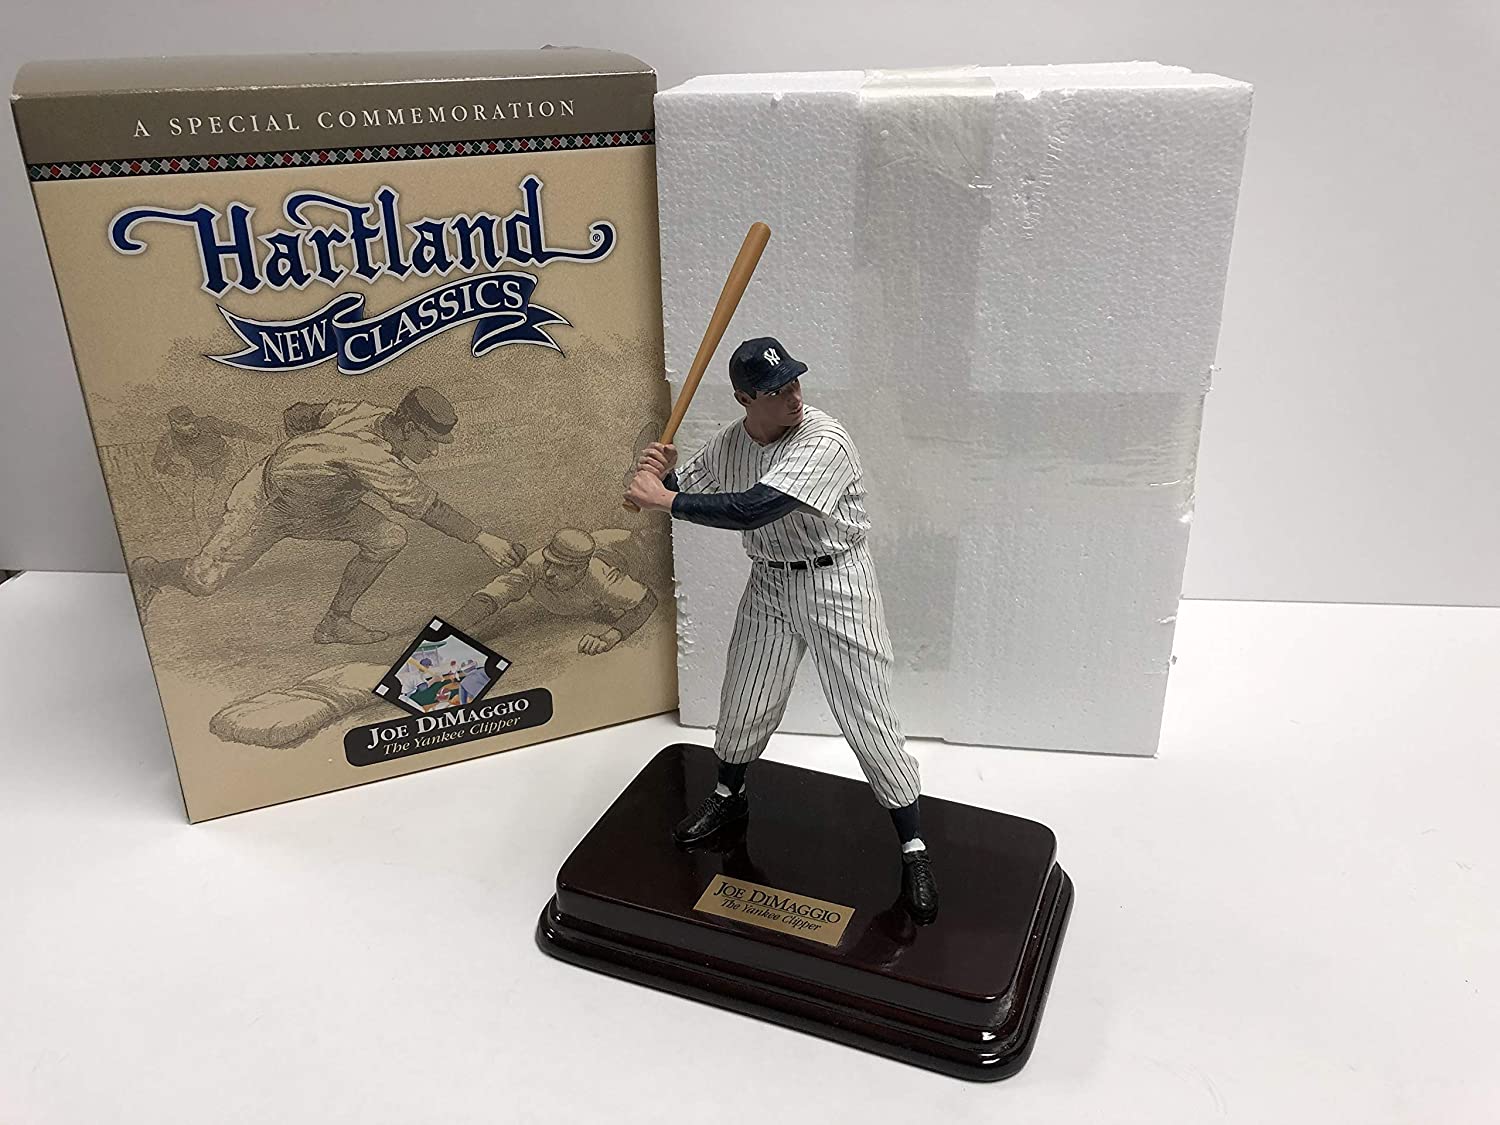 A SPECIAL COMMEMORATION
Hartland®
NEW CLASSICS
JOE DIMAGGIO
The Yankee Clipper
NY
JOE DIMAGGIO
The Yankee Clipper